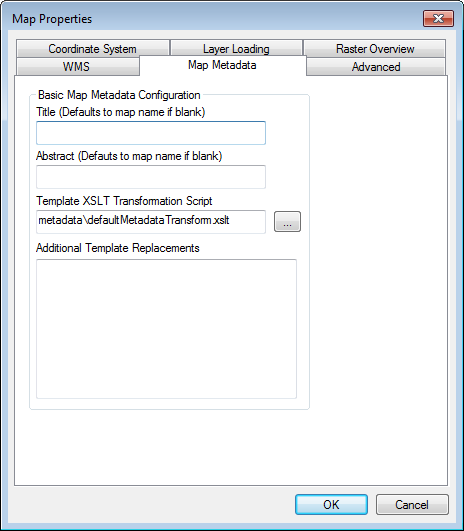 Map Properties
Coordinate System Layer Loading Raster Overview
WMS Map Metadata Advanced
Basic Map Metadata Configuration
Title (Defaults to map name if blank)
Abstract (Defauts to map name if blank)
Template XSLT Transformation Script
metadata\defaultMetadataTransform.xslt ...
Additional Template Replacements
OK Cancel